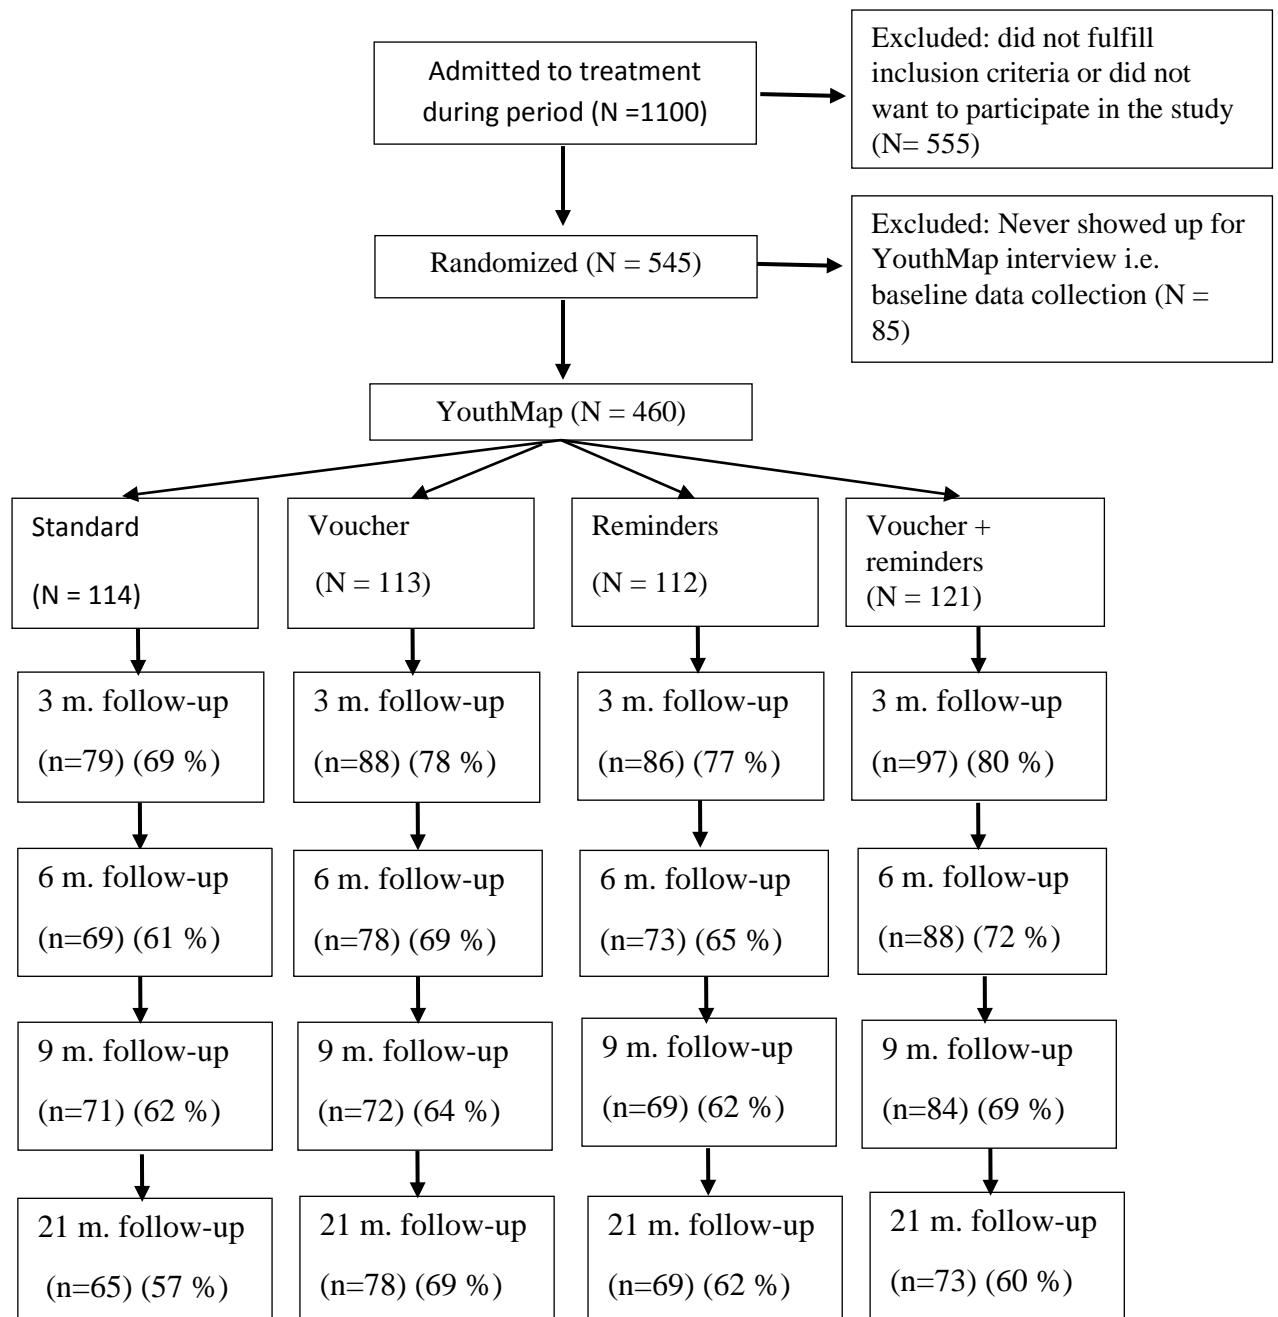 Admitted to treatment
during period (N =1100)
Excluded: did not fulfill
inclusion criteria or did not
want to participate in the study
(N= 555)
Randomized (N = 545)
Excluded: Never showed up for
YouthMap interview i.e.
baseline data collection (N =
85)
YouthMap (N = 460)
Standard
(N = 114)
Voucher
(N = 113)
Reminders
(N = 112)
Voucher +
reminders
(N = 121)
3 m. follow-up
(n=79) (69 %)
3 m. follow-up
(n=88) (78 %)
3 m. follow-up
(n=86) (77 %)
3 m. follow-up
(n=97) (80 %)
6 m. follow-up
(n=69) (61 %)
6 m. follow-up
(n=78) (69 %)
6 m. follow-up
(n=73) (65 %)
6 m. follow-up
(n=88) (72 %)
9 m. follow-up
(n=71) (62 %)
9 m. follow-up
(n=72) (64 %)
9 m. follow-up
(n=69) (62 %)
9 m. follow-up
(n=84) (69 %)
21 m. follow-up
(n=65) (57 %)
21 m. follow-up
(n=78) (69 %)
21 m. follow-up
(n=69) (62 %)
21 m. follow-up
(n=73) (60 %)